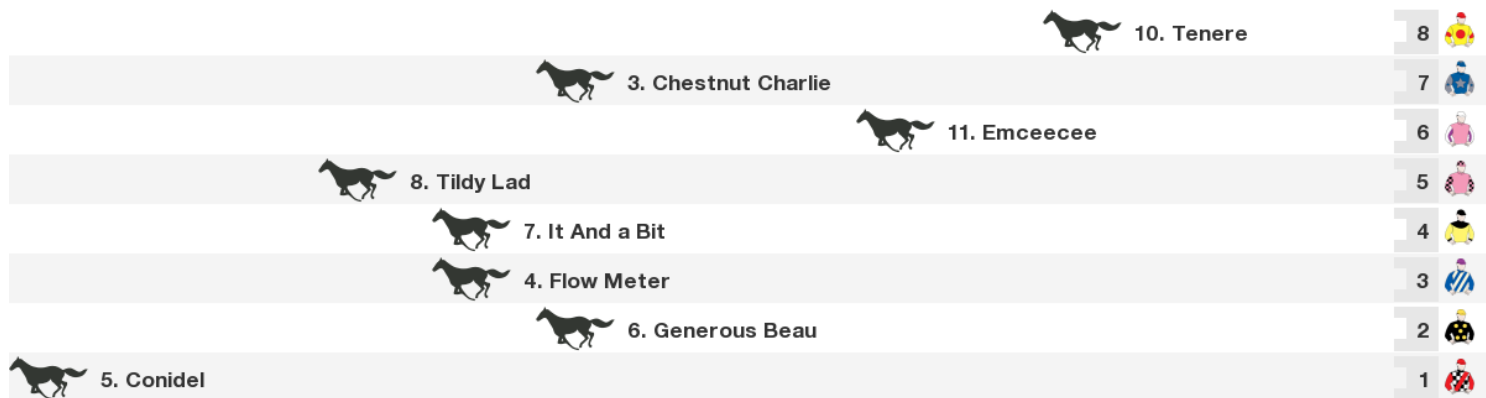 10. Tenere 8
3. Chestnut Charlie 7
11. Emceecee 6
8. Tildy Lad 5
7. It And a Bit 4
4. Flow Meter 3
6. Generous Beau 2
5. Conidel 1